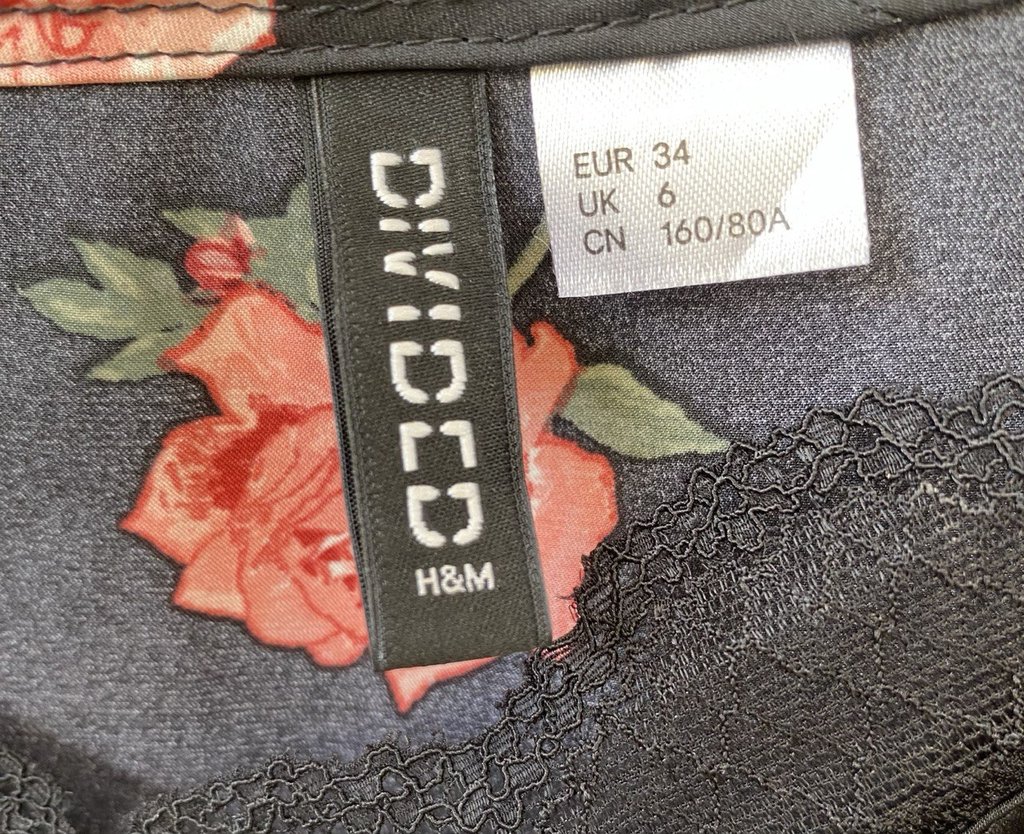 DIVIDED
H&M
EUR 34
UK 6
CN 160/80A